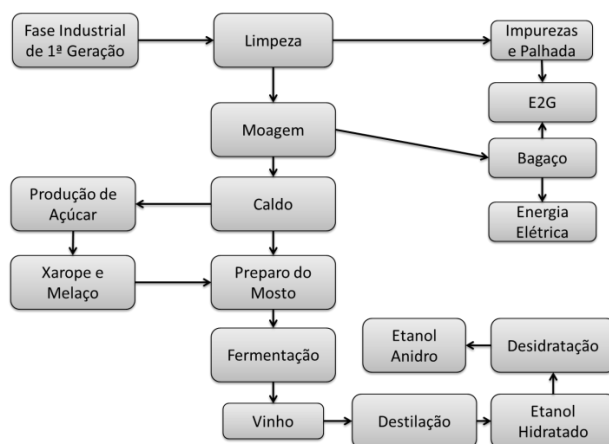 Fase Industrial
de 1ª Geração
Limpeza
Impurezas
e Palhada
E2G
Moagem
Bagaço
Produção de
Açúcar
Caldo
Energia
Elétrica
Xarope e
Melaço
Preparo do
Mosto
Fermentação
Etanol
Anidro
Desidratação
Vinho
Destilação
Etanol
Hidratado